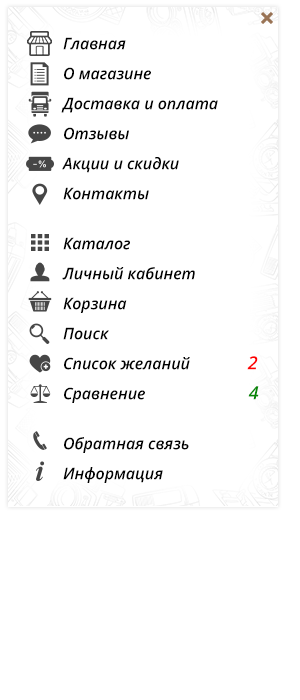 Главная
О магазине
Доставка и оплата
Отзывы
-% Акции и скидки
Контакты
Каталог
Личный кабинет
Корзина
Поиск
Список желаний 2
Сравнение 4
Обратная связь
Информация